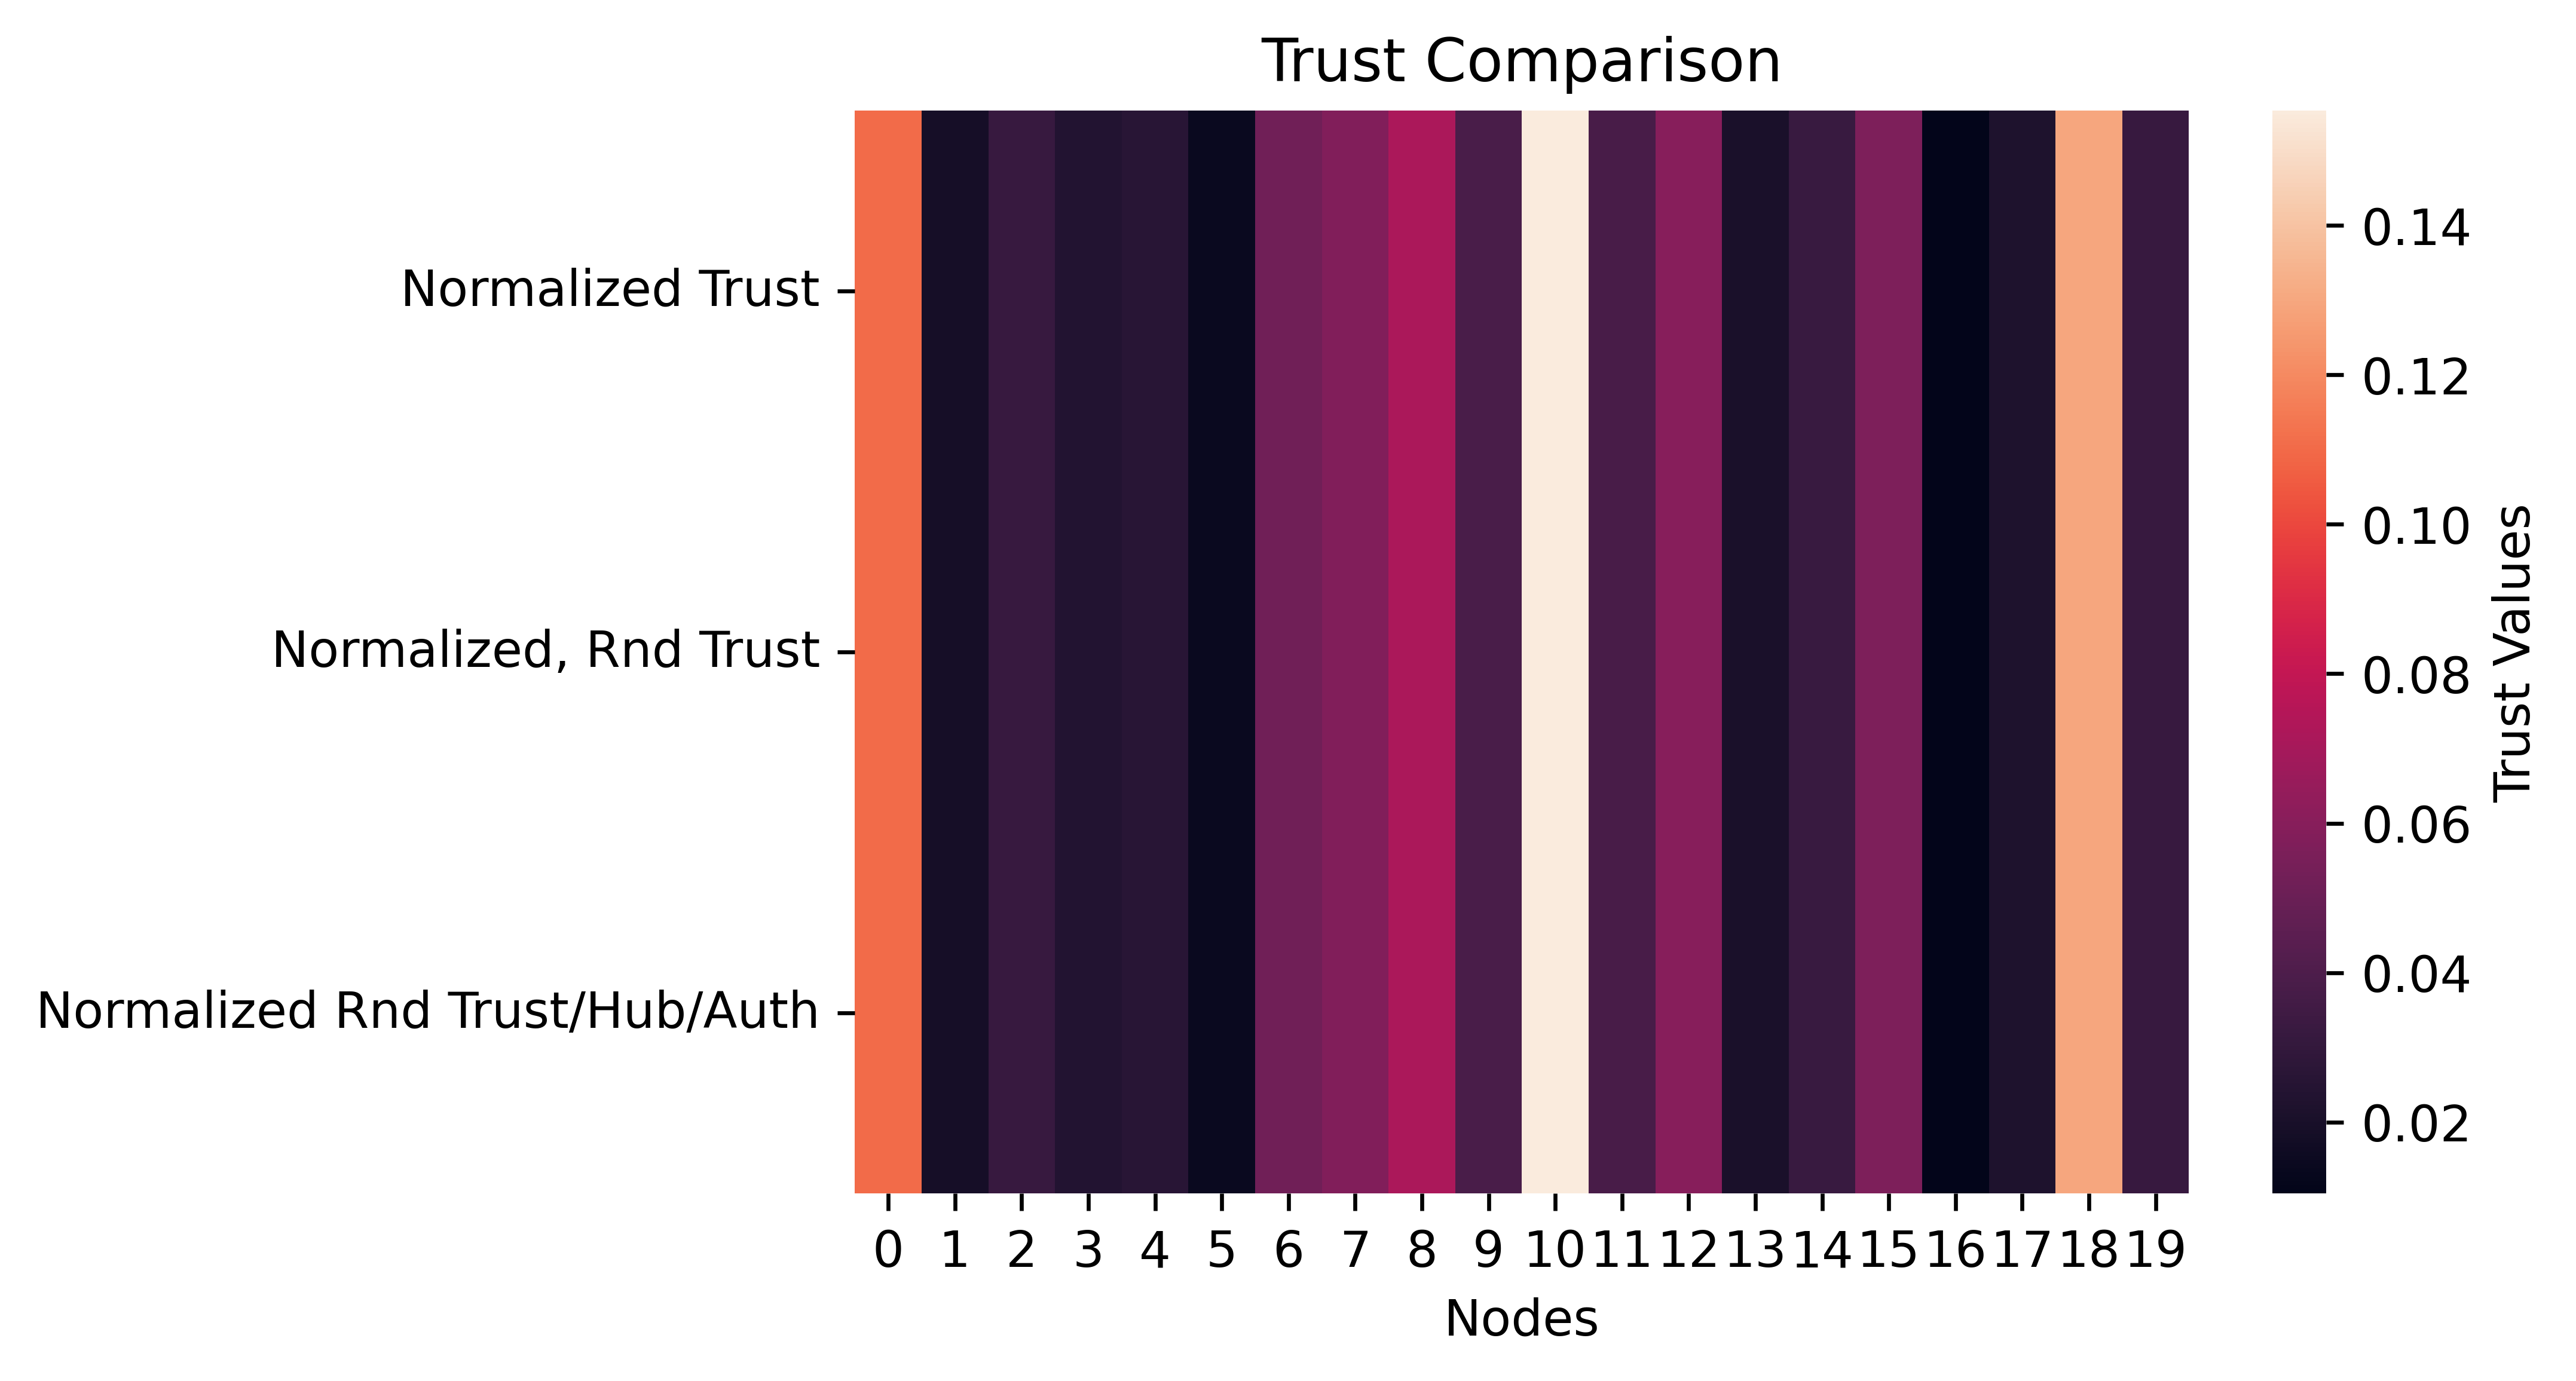 Trust Comparison
Normalized Trust
Normalized, Rnd Trust
Normalized Rnd Trust/Hub/Auth
0 1 2 3 4 5 6 7 8 9 10 11 12 13 14 15 16 17 18 19
Nodes
0.14
0.12
0.10
0.08
0.06
0.04
0.02
Trust Values